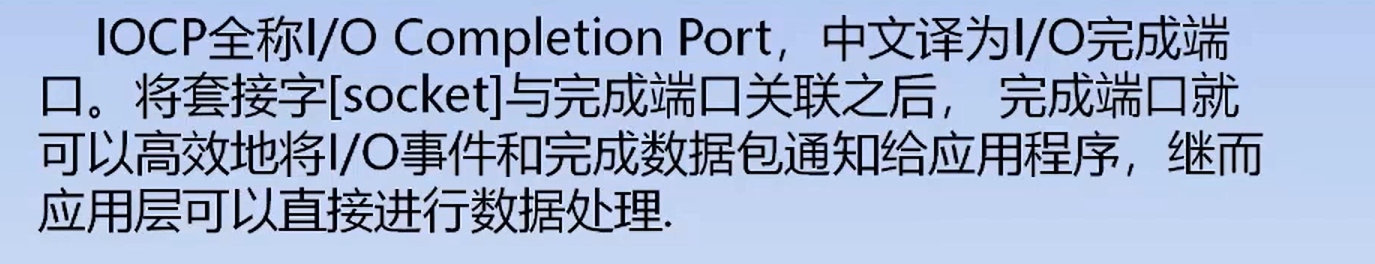 IOCP全称I/O Completion Port，中文译为I/O完成端
口。将套接字[socket]与完成端口关联之后， 完成端口就
可以高效地将I/O事件和完成数据包通知给应用程序，继而
应用层可以直接进行数据处理.